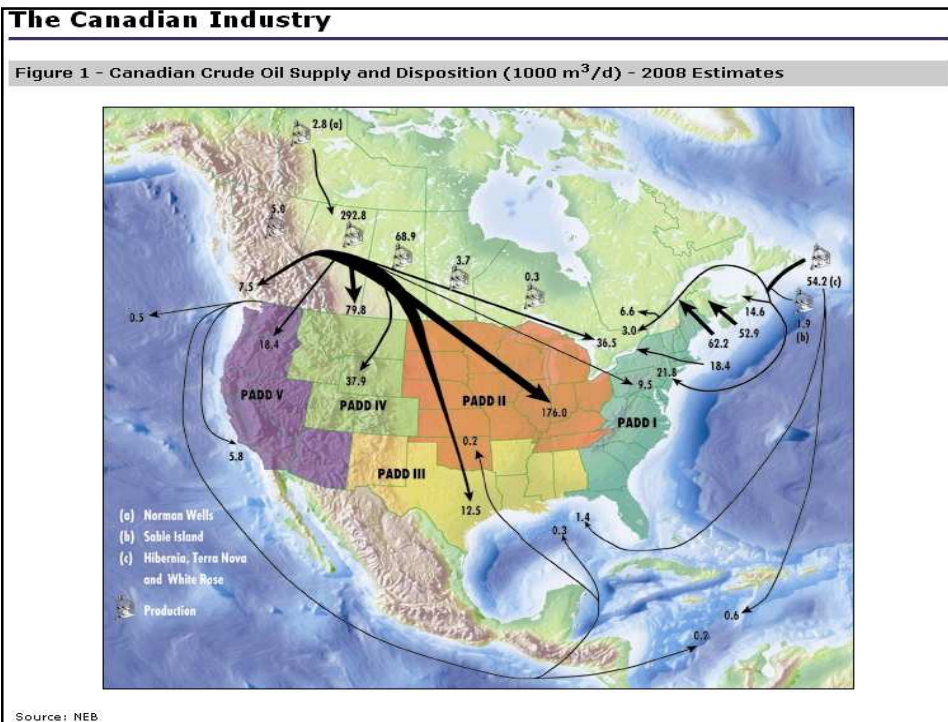 The Canadian Industry
Figure 1 - Canadian Crude Oil Supply and Disposition (1000 m³/d) - 2008 Estimates
2.8 (a)
5.0
292.8
68.9
3.7
0.3
54.2 (c)
1.9
(b)
7.5
0.5
79.8
18.4
37.9
36.5
6.6
3.0
14.6
52.9
62.2
18.4
21.8
9.5
PADD V
PADD IV
PADD II
176.0
PADD I
0.2
5.8
PADD III
12.5
1.4
0.3
0.6
0.2
(a) Norman Wells
(b) Sable Island
(c) Hibernia, Terra Nova
and White Rose
Production
Source: NEB